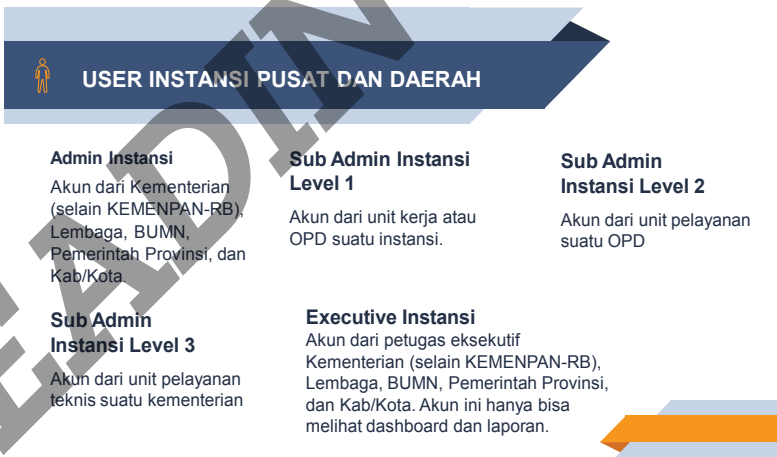 USER INSTANSI PUSAT DAN DAERAH
Admin Instansi
Akun dari Kementerian
(selain KEMENPAN-RB),
Lembaga, BUMN,
Pemerintah Provinsi, dan
Kab/Kota.
Sub Admin Instansi
Level 1
Akun dari unit kerja atau
OPD suatu instansi.
Sub Admin
Instansi Level 2
Akun dari unit pelayanan
suatu OPD
Sub Admin
Instansi Level 3
Akun dari unit pelayanan
teknis suatu kementerian
Executive Instansi
Akun dari petugas eksekutif
Kementerian (selain KEMENPAN-RB),
Lembaga, BUMN, Pemerintah Provinsi,
dan Kab/Kota. Akun ini hanya bisa
melihat dashboard dan laporan.
EADIN